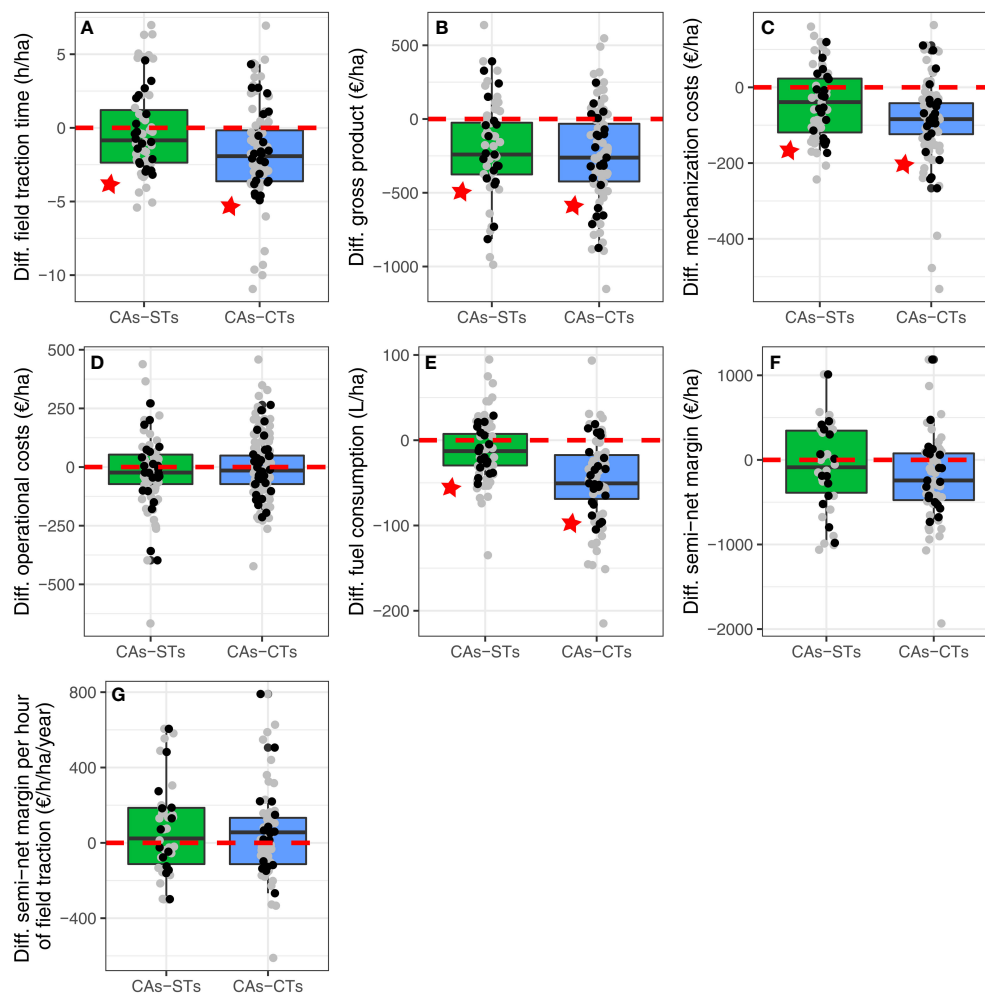 A
Diff. field traction time (h/ha)
5
0
−5
−10
CAs−STs
CAs−CTs
B
Diff. gross product (€/ha)
500
0
−500
−1000
CAs−STs
CAs−CTs
C
Diff. mechanization costs (€/ha)
0
−200
−400
CAs−STs
CAs−CTs
D
Diff. operational costs (€/ha)
500
250
0
−250
−500
CAs−STs
CAs−CTs
E
Diff. fuel consumption (L/ha)
100
0
−100
−200
CAs−STs
CAs−CTs
F
Diff. semi−net margin (€/ha)
1000
0
−1000
−2000
CAs−STs
CAs−CTs
G
Diff. semi−net margin per hour
of field traction (€/h/ha/year)
800
400
0
−400
CAs−STs
CAs−CTs